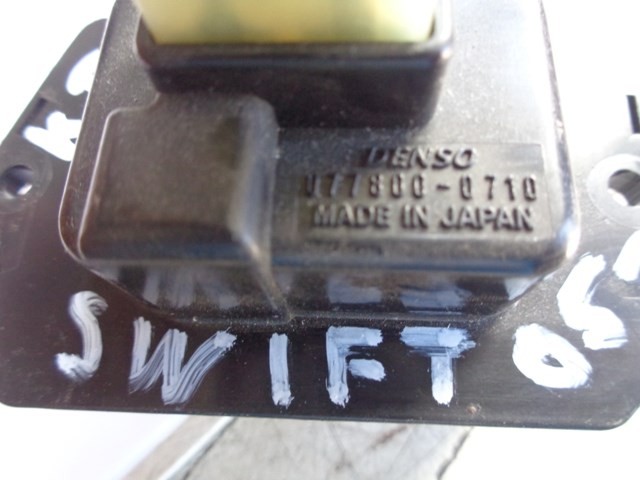 DENSO
077800-0710
MADE IN JAPAN
SWIFT 05